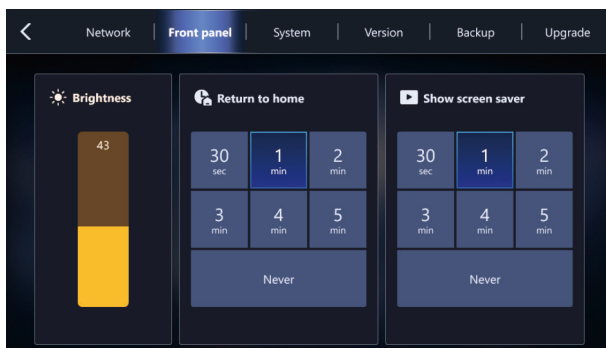 Network Front panel System Version Backup Upgrade
Brightness
43
Return to home
30 sec 1 min 2 min
3 min 4 min 5 min
Never
Show screen saver
30 sec 1 min 2 min
3 min 4 min 5 min
Never